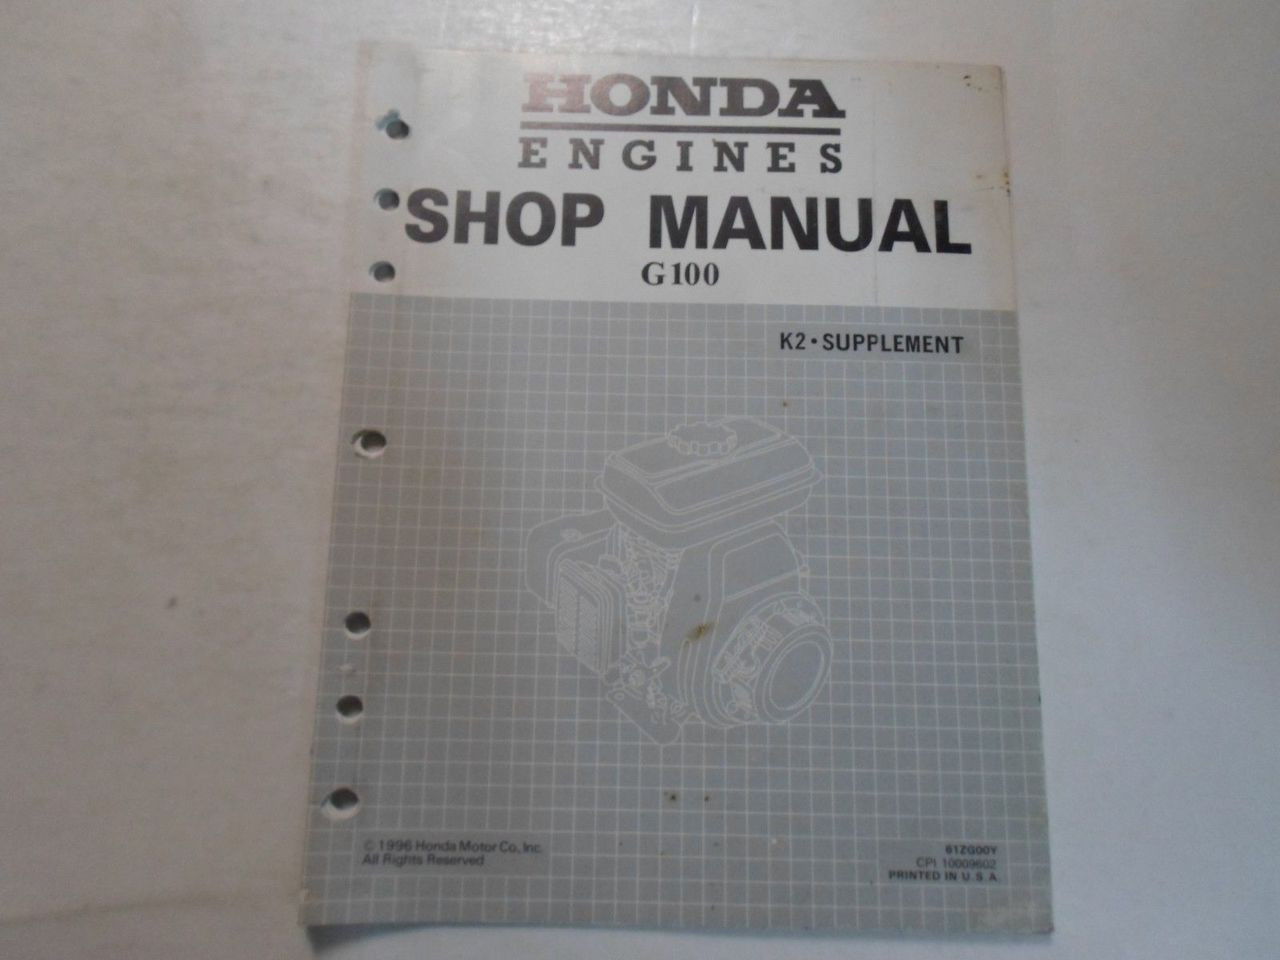 HONDA
ENGINES
SHOP MANUAL
G100
K2•SUPPLEMENT
© 1996 Honda Motor Co., Inc.
All Rights Reserved
61ZG00Y
CPI 10009602
PRINTED IN U.S.A.